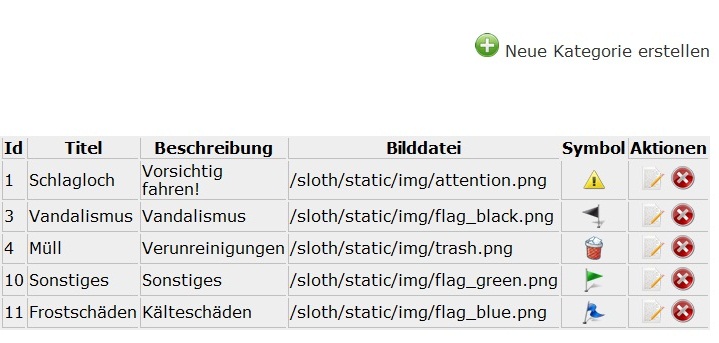 Neue Kategorie erstellen
Id Titel Beschreibung Bilddatei Symbol Aktionen
1 Schlagloch Vorsichtig fahren! /sloth/static/img/attention.png
3 Vandalismus Vandalismus /sloth/static/img/flag_black.png
4 Müll Verunreinigungen /sloth/static/img/trash.png
10 Sonstiges Sonstiges /sloth/static/img/flag_green.png
11 Frostschäden Kälteschäden /sloth/static/img/flag_blue.png